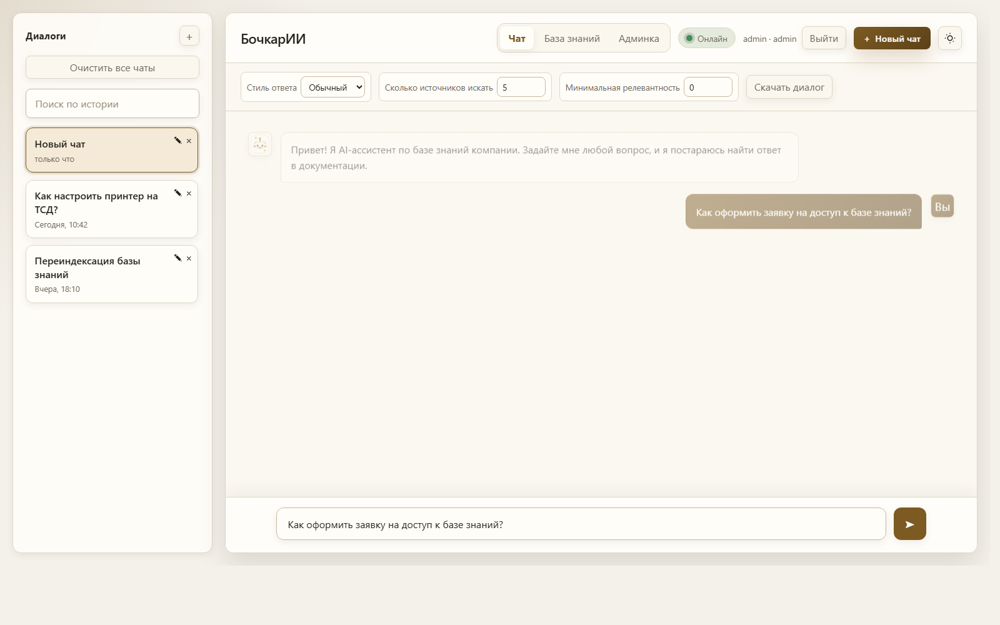 Диалоги
+
Очистить все чаты
Поиск по истории
Новый чат
только что
Как настроить принтер на
ТСД?
Сегодня, 10:42
Переиндексация базы
знаний
Вчера, 18:10
БочкарИИ
Чат
База знаний
Админка
Онлайн
admin · admin
Выйти
+ Новый чат
Стиль ответа
Обычный
Сколько источников искать
5
Минимальная релевантность
0
Скачать диалог
Привет! Я AI-ассистент по базе знаний компании. Задайте мне любой вопрос, и я постараюсь найти ответ
в документации.
Как оформить заявку на доступ к базе знаний?
Вы
Как оформить заявку на доступ к базе знаний?